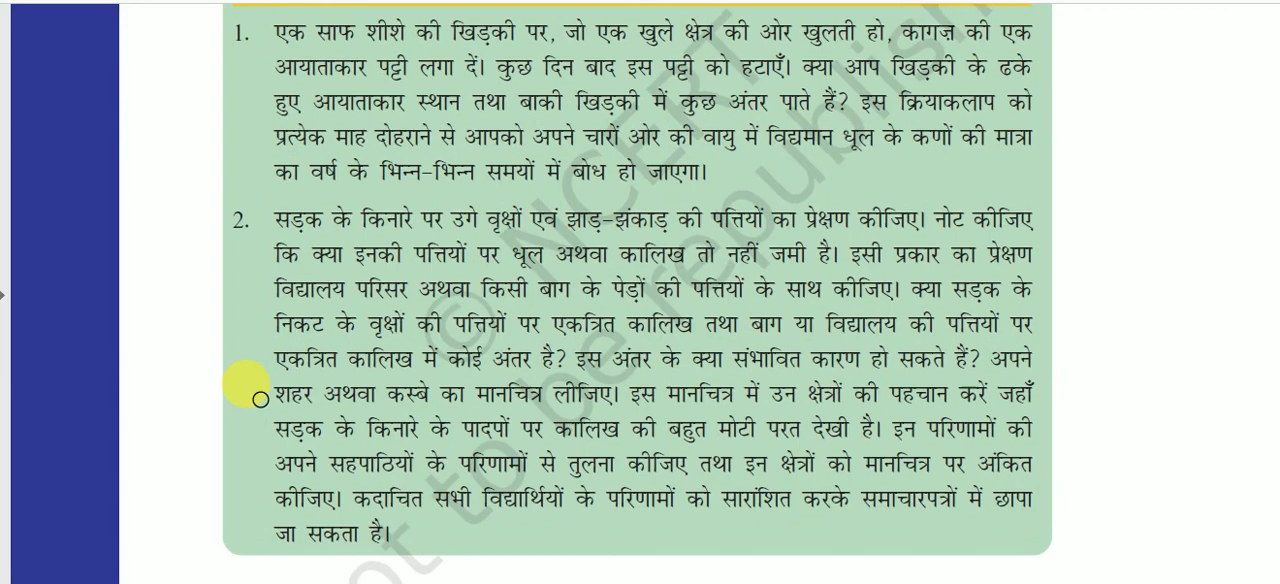 1. एक साफ शीशे की खिड़की पर, जो एक खुले क्षेत्र की ओर खुलती हो, कागज़ की एक
आयाताकार पट्टी लगा दें। कुछ दिन बाद इस पट्टी को हटाएँ। क्या आप खिड़की के ढके
हुए आयाताकार स्थान तथा बाकी खिड़की में कुछ अंतर पाते हैं? इस क्रियाकलाप को
प्रत्येक माह दोहराने से आपको अपने चारों ओर की वायु में विद्यमान धूल के कणों की मात्रा
का वर्ष के भिन्न-भिन्न समयों में बोध हो जाएगा।
2. सड़क के किनारे पर उगे वृक्षों एवं झाड़-झंकाड़ की पत्तियों का प्रेक्षण कीजिए। नोट कीजिए
कि क्या इनकी पत्तियों पर धूल अथवा कालिख तो नहीं जमी है। इसी प्रकार का प्रेक्षण
विद्यालय परिसर अथवा किसी बाग के पेड़ों की पत्तियों के साथ कीजिए। क्या सड़क के
निकट के वृक्षों की पत्तियों पर एकत्रित कालिख तथा बाग या विद्यालय की पत्तियों पर
एकत्रित कालिख में कोई अंतर है? इस अंतर के क्या संभावित कारण हो सकते हैं? अपने
शहर अथवा कस्बे का मानचित्र लीजिए। इस मानचित्र में उन क्षेत्रों की पहचान करें जहाँ
सड़क के किनारे के पादपों पर कालिख की बहुत मोटी परत देखी है। इन परिणामों की
अपने सहपाठियों के परिणामों से तुलना कीजिए तथा इन क्षेत्रों को मानचित्र पर अंकित
कीजिए। कदाचित सभी विद्यार्थियों के परिणामों को सारांशित करके समाचारपत्रों में छापा
जा सकता है।
© NCERT
not to be republish